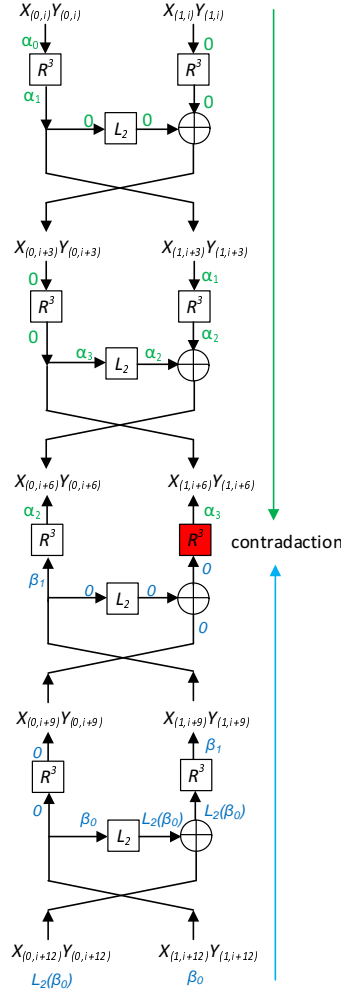 X(0,i)Y(0,i) X(1,i)Y(1,i)
α0 0
R³ R³
α1 0
0 L2 0
X(0,i+3)Y(0,i+3) X(1,i+3)Y(1,i+3)
0 α1
R³ R³
0 α2
α3 L2 α2
X(0,i+6)Y(0,i+6) X(1,i+6)Y(1,i+6)
α2 α3
R³ R³ contradaction
β1 0
0 L2 0
0
X(0,i+9)Y(0,i+9) X(1,i+9)Y(1,i+9)
0 β1
R³ R³
0 L2(β0)
β0 L2 L2(β0)
X(0,i+12)Y(0,i+12) X(1,i+12)Y(1,i+12)
L2(β0) β0